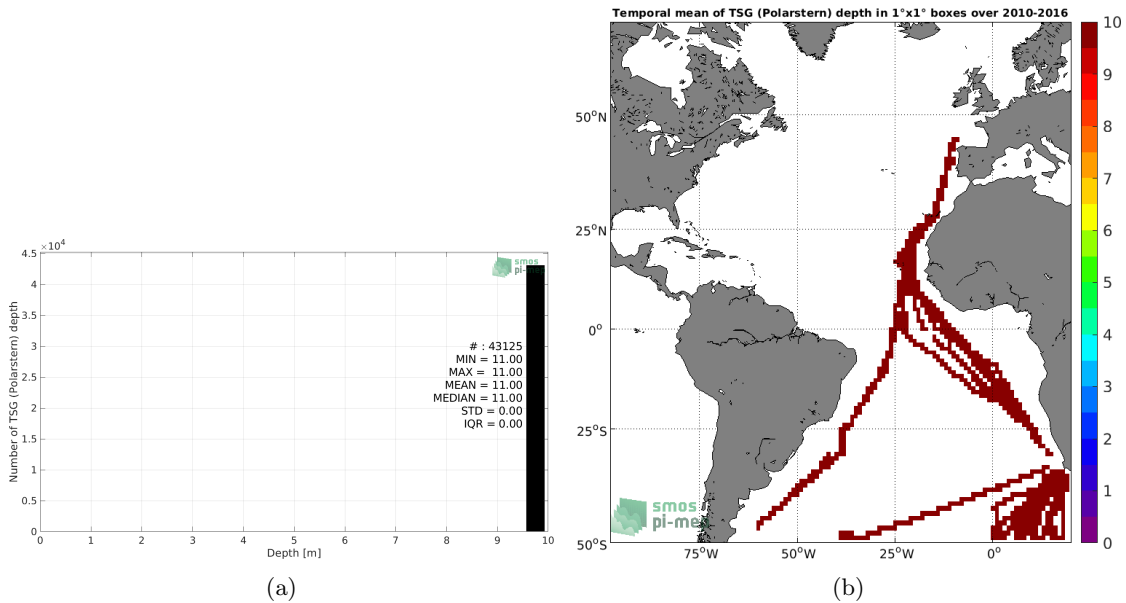 Temporal mean of TSG (Polarstern) depth in 1°x1° boxes over 2010-2016
×10⁴
4.5
4
3.5
3
2.5
2
1.5
1
0.5
0
Number of TSG (Polarstern) depth
smos
pi-mep
# : 43125
MIN = 11.00
MAX = 11.00
MEAN = 11.00
MEDIAN = 11.00
STD = 0.00
IQR = 0.00
0 1 2 3 4 5 6 7 8 9 10
Depth [m]
(a)
50°N
25°N
0°
25°S
50°S
75°W 50°W 25°W 0°
smos
pi-mep
10
9
8
7
6
5
4
3
2
1
0
(b)